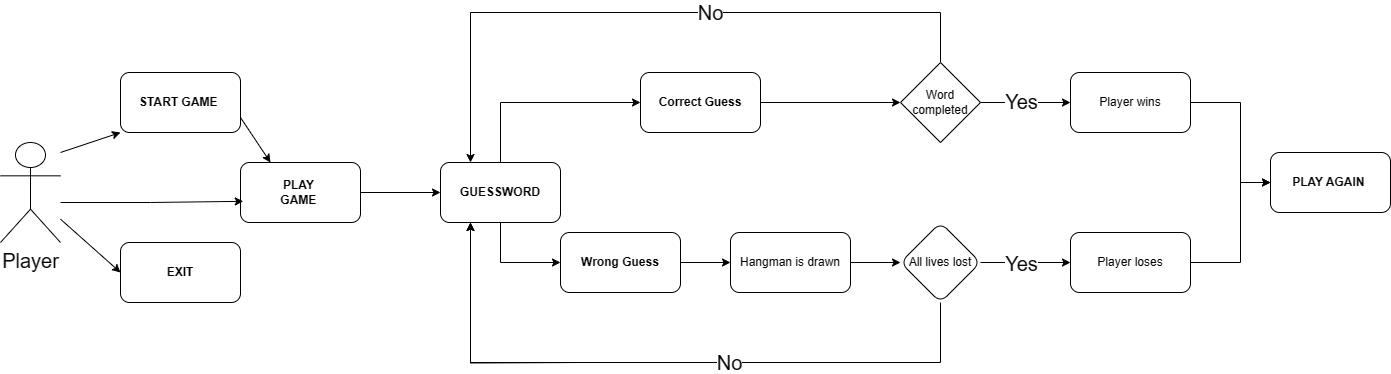 No
START GAME
Correct Guess
Word
completed
Yes
Player wins
PLAY
GAME
GUESSWORD
PLAY AGAIN
Player
EXIT
Wrong Guess
Hangman is drawn
All lives lost
Yes
Player loses
No